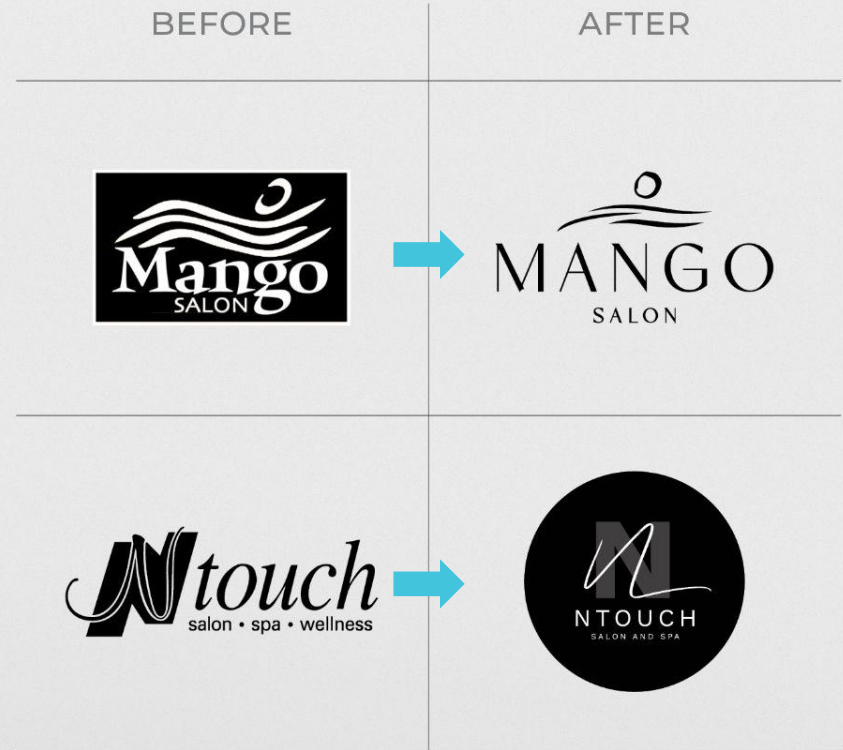 BEFORE
AFTER
Mango
SALON
MANGO
SALON
Ntouch
salon • spa • wellness
N
NTOUCH
SALON AND SPA